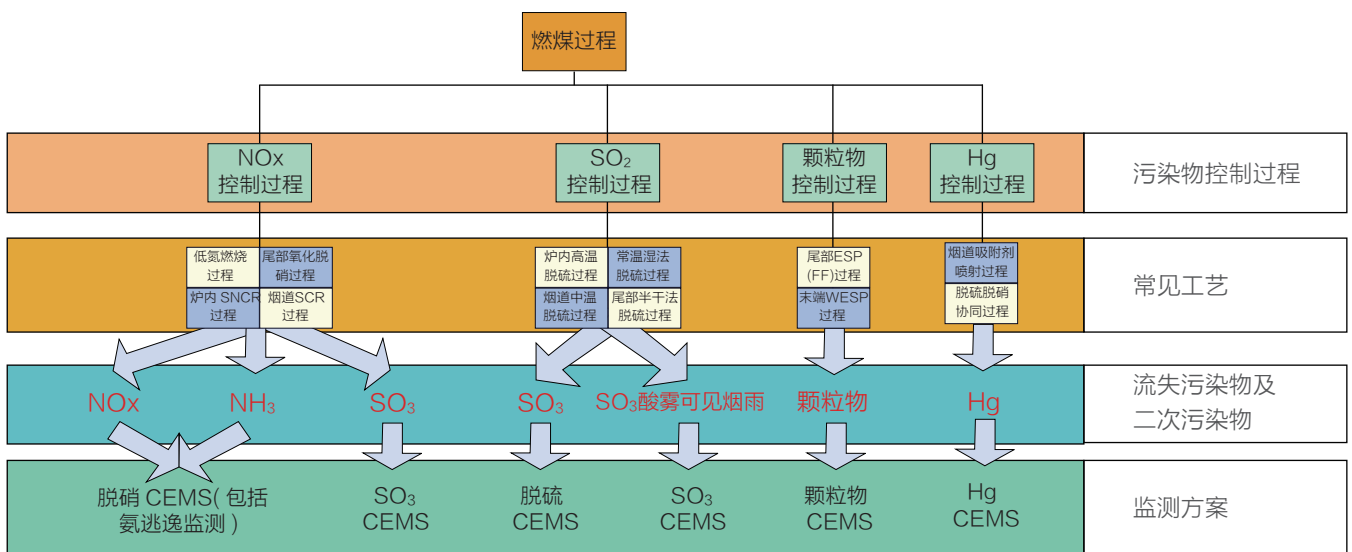 燃煤过程
NOx
控制过程
SO₂
控制过程
颗粒物
控制过程
Hg
控制过程
污染物控制过程
低氮燃烧
过程
尾部氧化脱
硝过程
炉内 SNCR
过程
烟道SCR
过程
炉内高温
脱硫过程
常温湿法
脱硫过程
烟道中温
脱硫过程
尾部半干法
脱硫过程
尾部ESP
(FF)过程
末端WESP
过程
烟道吸附剂
喷射过程
脱硫脱硝
协同过程
常见工艺
NOx
NH₃
SO₃
SO₃
SO₃酸雾可见烟雨
颗粒物
Hg
流失污染物及
二次污染物
脱硝 CEMS( 包括
氨逃逸监测 )
SO₃
CEMS
脱硫
CEMS
SO₃
CEMS
颗粒物
CEMS
Hg
CEMS
监测方案